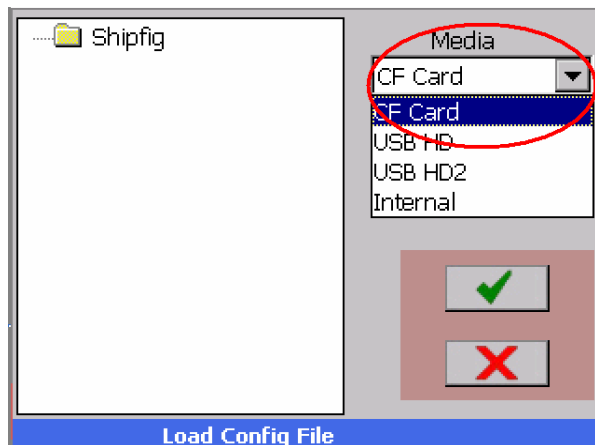 Shipfig
Media
CF Card
CF Card
USB HD
USB HD2
Internal
Load Config File